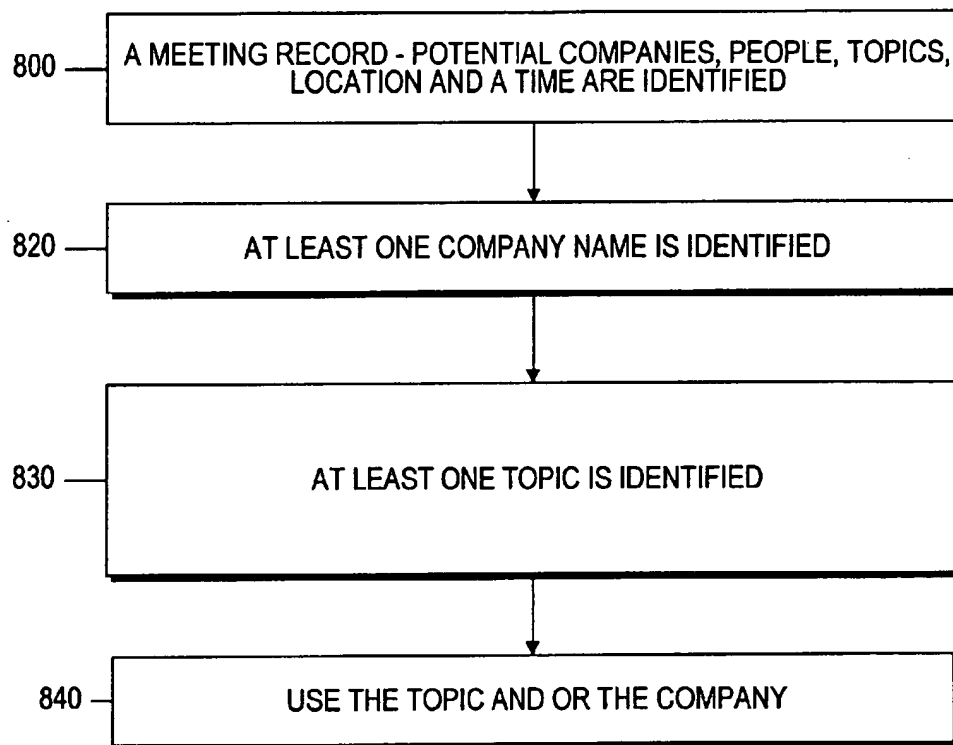 800 A MEETING RECORD - POTENTIAL COMPANIES, PEOPLE, TOPICS,
LOCATION AND A TIME ARE IDENTIFIED
820 AT LEAST ONE COMPANY NAME IS IDENTIFIED
830 AT LEAST ONE TOPIC IS IDENTIFIED
840 USE THE TOPIC AND OR THE COMPANY